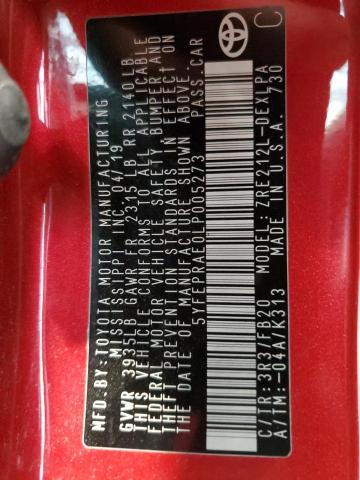 MFD. BY: TOYOTA MOTOR MANUFACTURING
MISSISSIPPI INC. 04/19
GVWR 3935LB GAWR FR 2315 LB RR 2140LB
THIS VEHICLE CONFORMS TO ALL APPLICABLE
FEDERAL MOTOR VEHICLE SAFETY BUMPER AND
THEFT PREVENTION STANDARDS IN EFFECT ON
THE DATE OF MANUFACTURE SHOWN ABOVE.
5YFEPRAE0LP005273 PASS. CAR
TOYOTA
C/TR: 3R3/FB20 MODEL: ZRE212L-DEXLPA
A/TM: -04A/K313 MADE IN U.S.A. 730
C